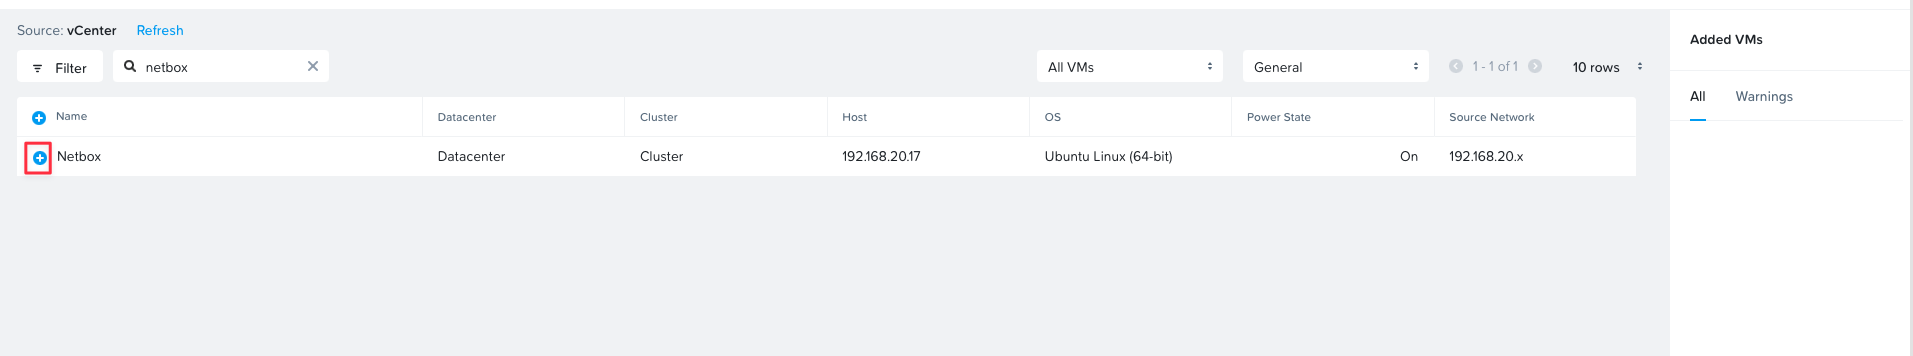 Source: vCenter Refresh
Added VMs
Filter netbox All VMs General 1 - 1 of 1 10 rows
All Warnings
Name Datacenter Cluster Host OS Power State Source Network
Netbox Datacenter Cluster 192.168.20.17 Ubuntu Linux (64-bit) On 192.168.20.x